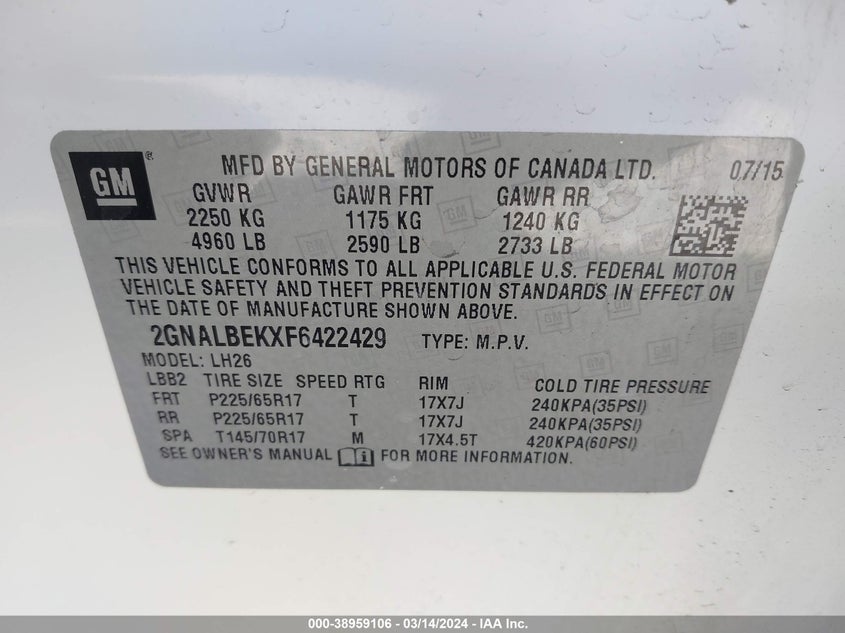 GM ®
MFD BY GENERAL MOTORS OF CANADA LTD. 07/15
GVWR GAWR FRT GAWR RR
2250 KG 1175 KG 1240 KG
4960 LB 2590 LB 2733 LB
THIS VEHICLE CONFORMS TO ALL APPLICABLE U.S. FEDERAL MOTOR
VEHICLE SAFETY AND THEFT PREVENTION STANDARDS IN EFFECT ON
THE DATE OF MANUFACTURE SHOWN ABOVE.
2GNALBEKXF6422429 TYPE: M.P.V.
MODEL: LH26
LBB2 TIRE SIZE SPEED RTG RIM COLD TIRE PRESSURE
FRT P225/65R17 T 17X7J 240KPA(35PSI)
RR P225/65R17 T 17X7J 240KPA(35PSI)
SPA T145/70R17 M 17X4.5T 420KPA(60PSI)
SEE OWNER'S MANUAL i FOR MORE INFORMATION.
000-38959106 - 03/14/2024 - IAA Inc.